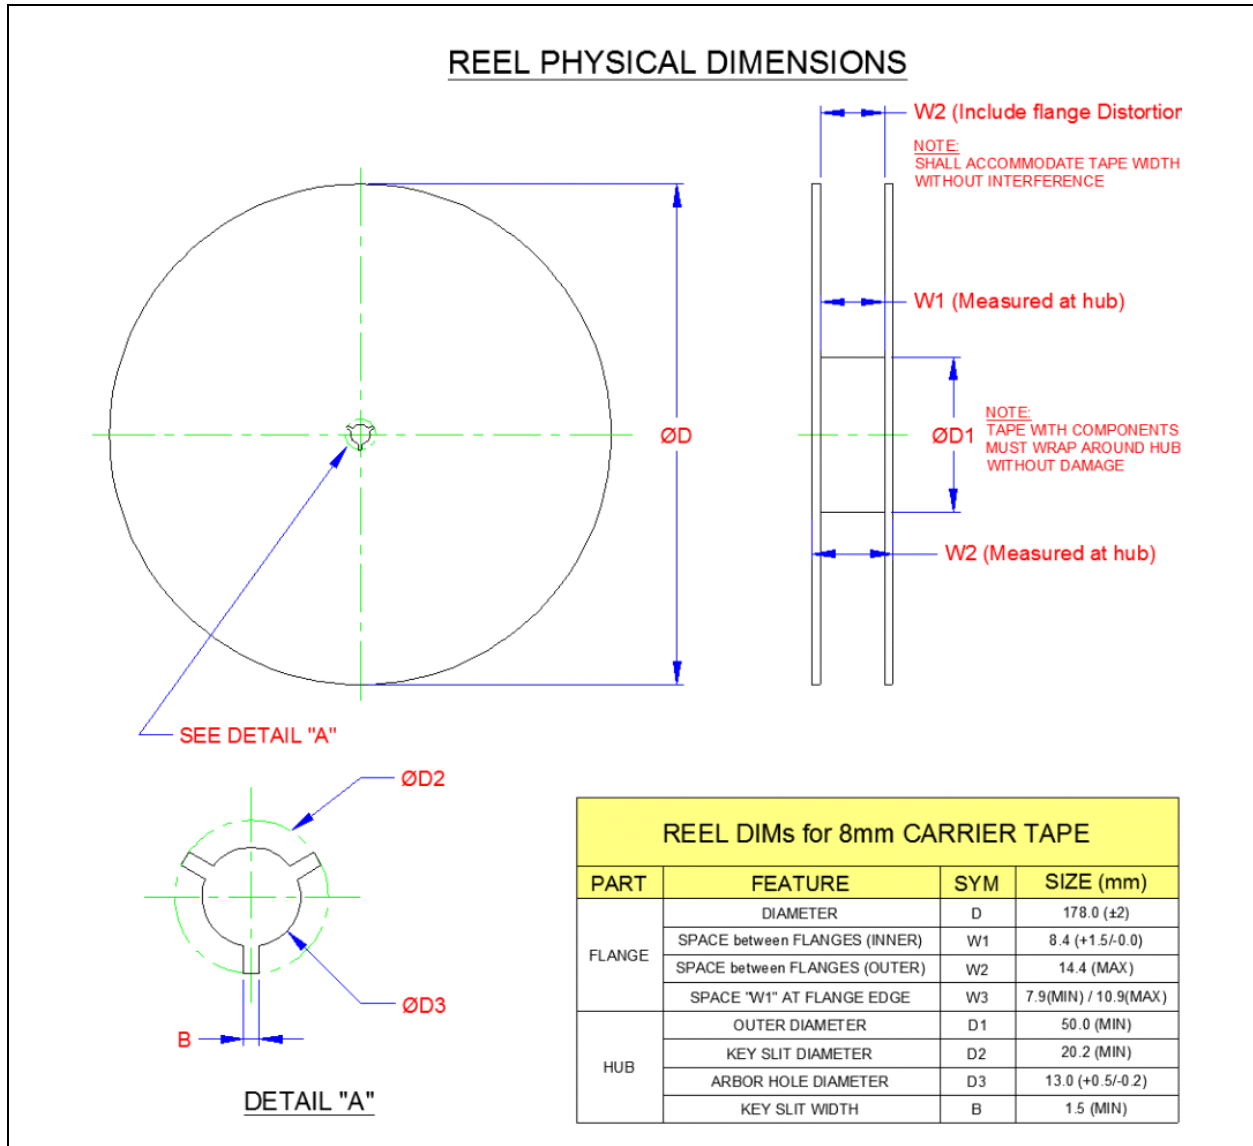 REEL PHYSICAL DIMENSIONS
W2 (Include flange Distortion
NOTE:
SHALL ACCOMMODATE TAPE WIDTH
WITHOUT INTERFERENCE
W1 (Measured at hub)
ØD
ØD1
NOTE:
TAPE WITH COMPONENTS
MUST WRAP AROUND HUB
WITHOUT DAMAGE
W2 (Measured at hub)
SEE DETAIL "A"
ØD2
ØD3
B
DETAIL "A"
REEL DIMs for 8mm CARRIER TAPE
PART FEATURE SYM SIZE (mm)
FLANGE
DIAMETER D 178.0 (±2)
SPACE between FLANGES (INNER) W1 8.4 (+1.5/-0.0)
SPACE between FLANGES (OUTER) W2 14.4 (MAX)
SPACE "W1" AT FLANGE EDGE W3 7.9(MIN) / 10.9(MAX)
HUB
OUTER DIAMETER D1 50.0 (MIN)
KEY SLIT DIAMETER D2 20.2 (MIN)
ARBOR HOLE DIAMETER D3 13.0 (+0.5/-0.2)
KEY SLIT WIDTH B 1.5 (MIN)